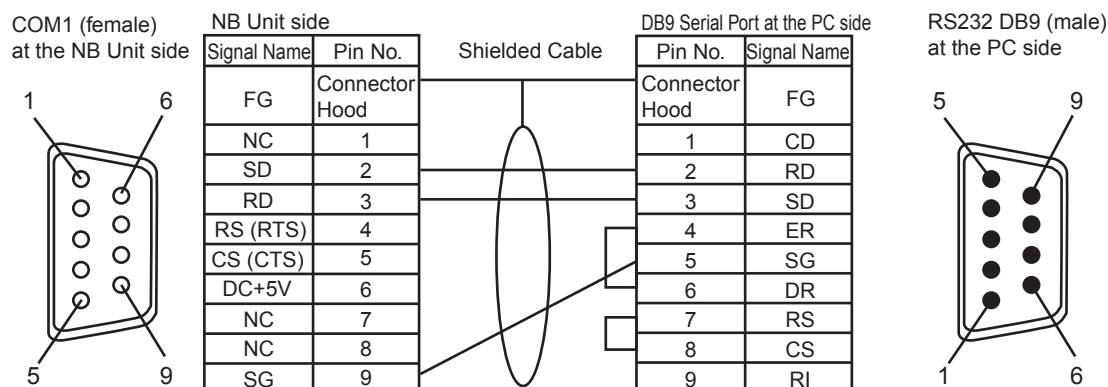 COM1 (female)
at the NB Unit side
1
6
5
9
NB Unit side
Signal Name Pin No.
FG Connector Hood
NC 1
SD 2
RD 3
RS (RTS) 4
CS (CTS) 5
DC+5V 6
NC 7
NC 8
SG 9
Shielded Cable
DB9 Serial Port at the PC side
Pin No. Signal Name
Connector Hood FG
1 CD
2 RD
3 SD
4 ER
5 SG
6 DR
7 RS
8 CS
9 RI
RS232 DB9 (male)
at the PC side
5
9
1
6